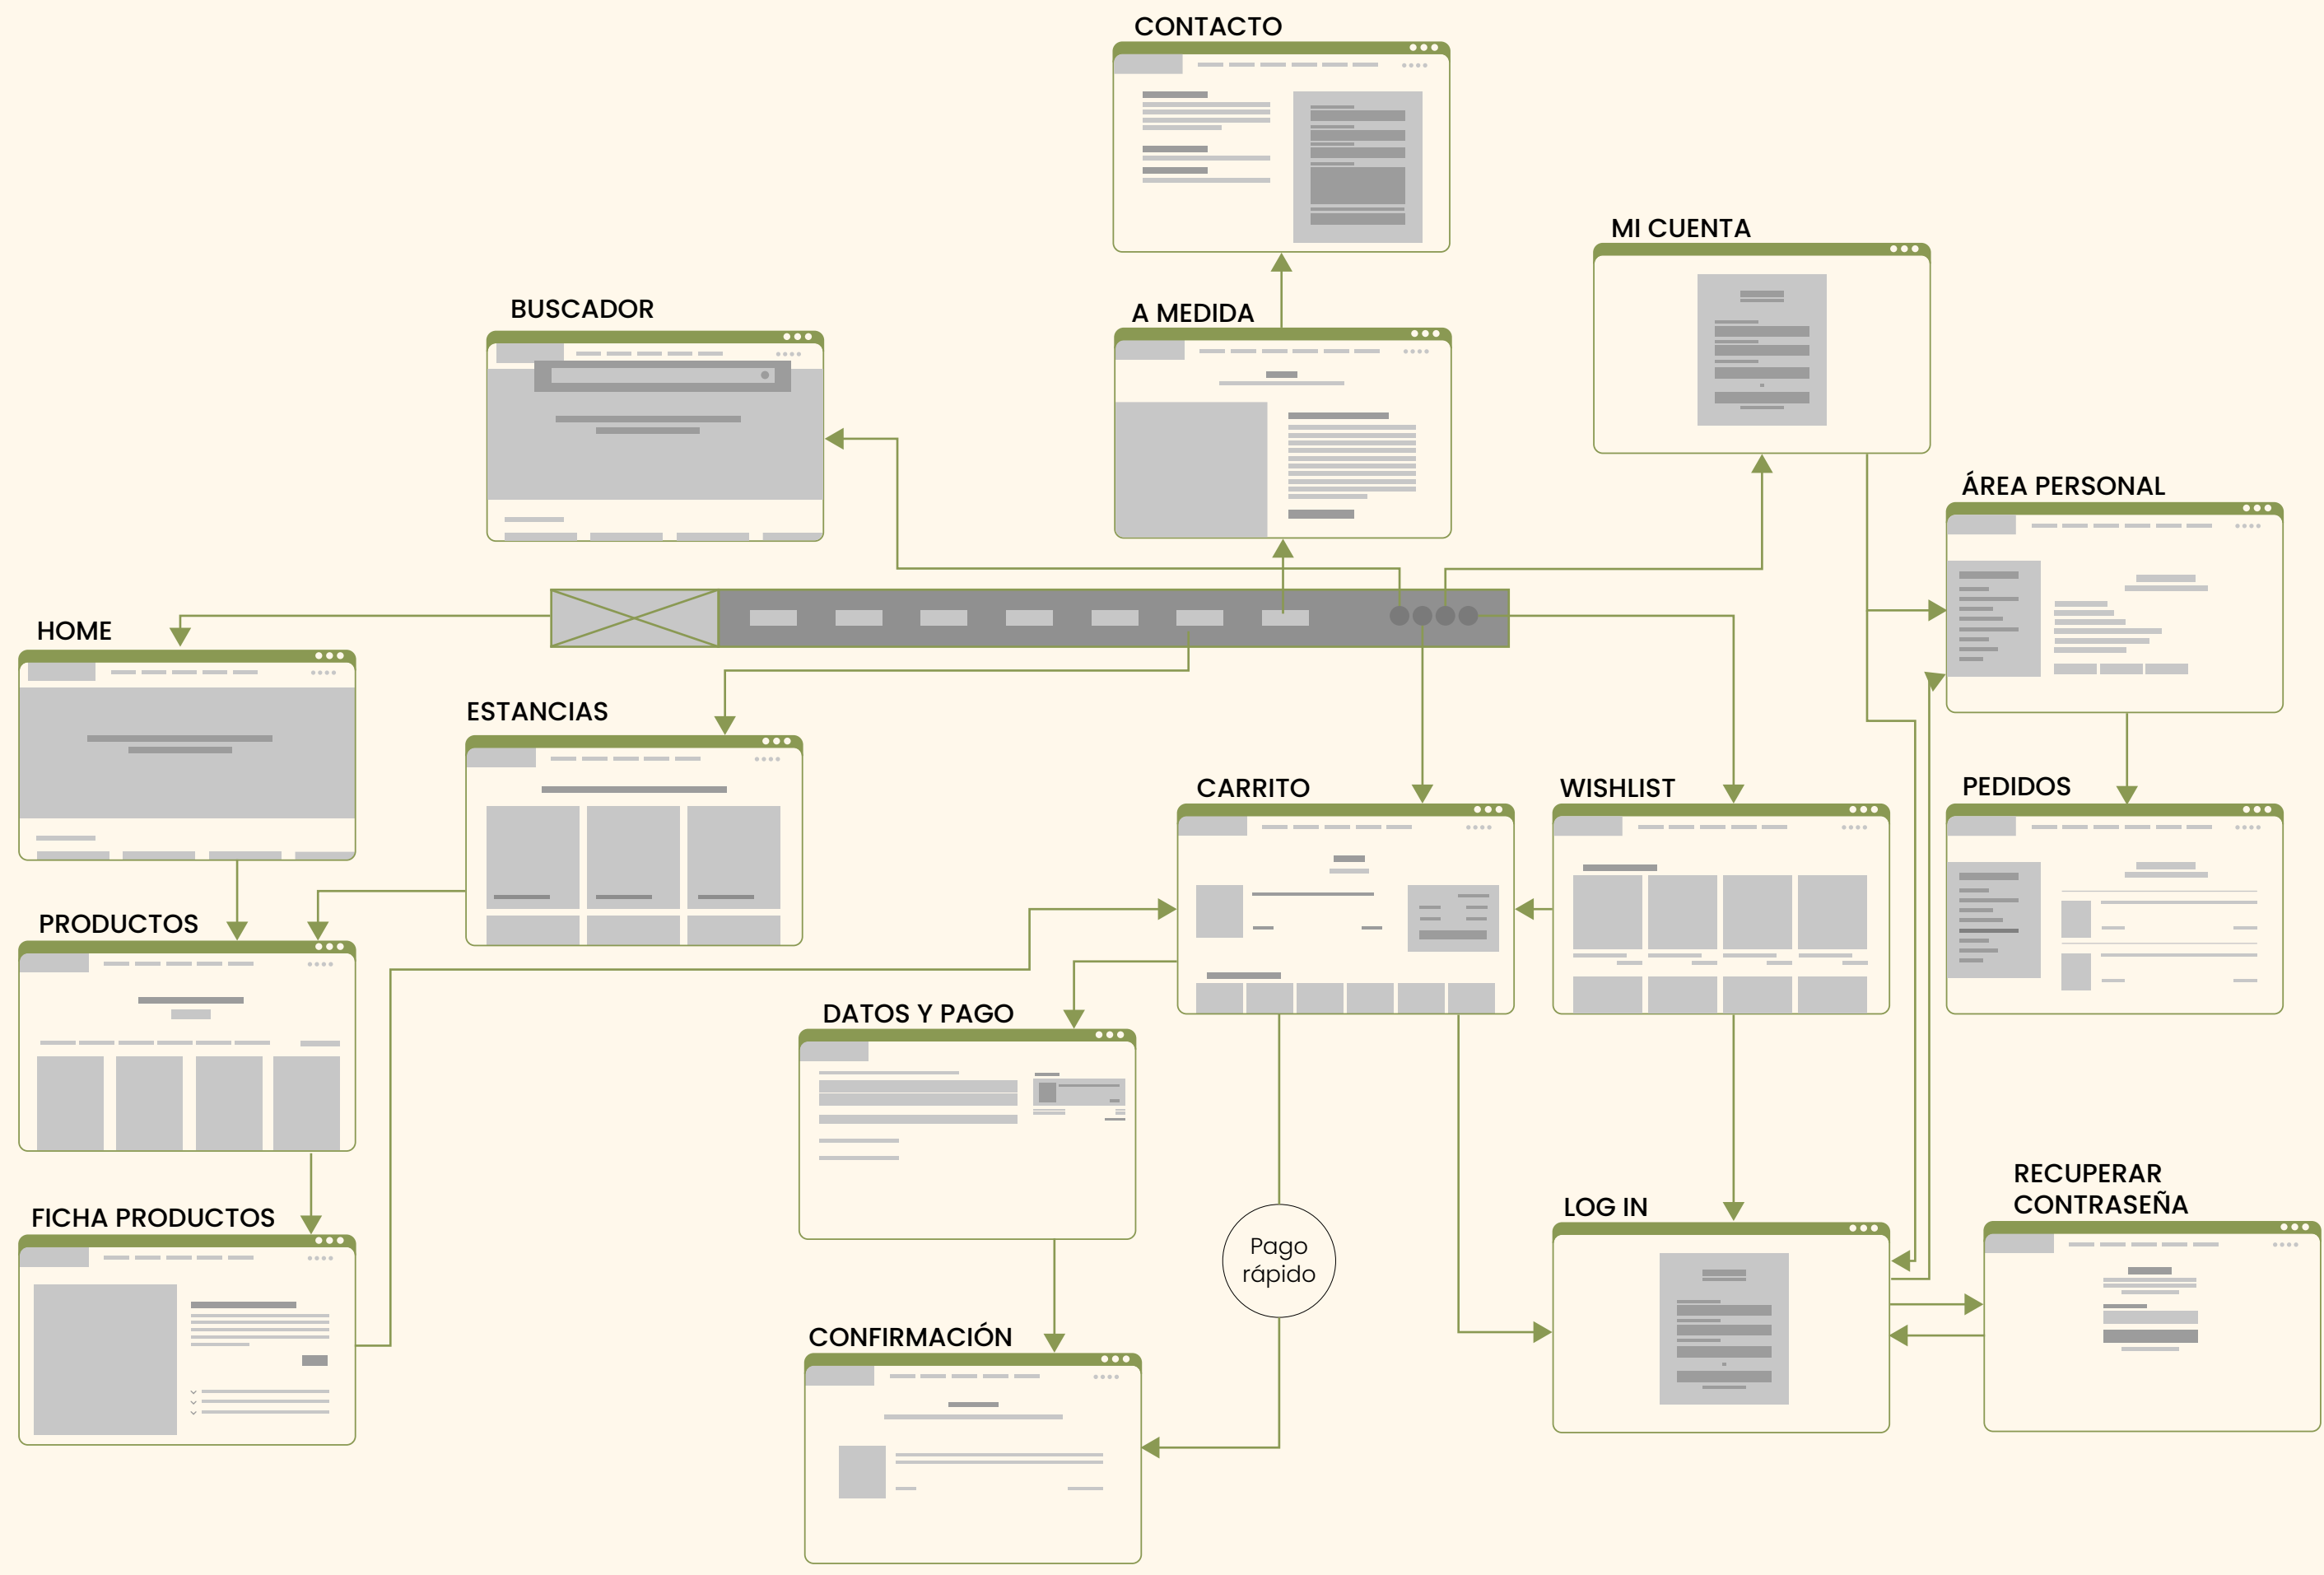 CONTACTO
MI CUENTA
BUSCADOR
A MEDIDA
ÁREA PERSONAL
HOME
ESTANCIAS
CARRITO
WISHLIST
PEDIDOS
PRODUCTOS
DATOS Y PAGO
RECUPERAR
CONTRASEÑA
FICHA PRODUCTOS
LOG IN
Pago
rápido
CONFIRMACIÓN